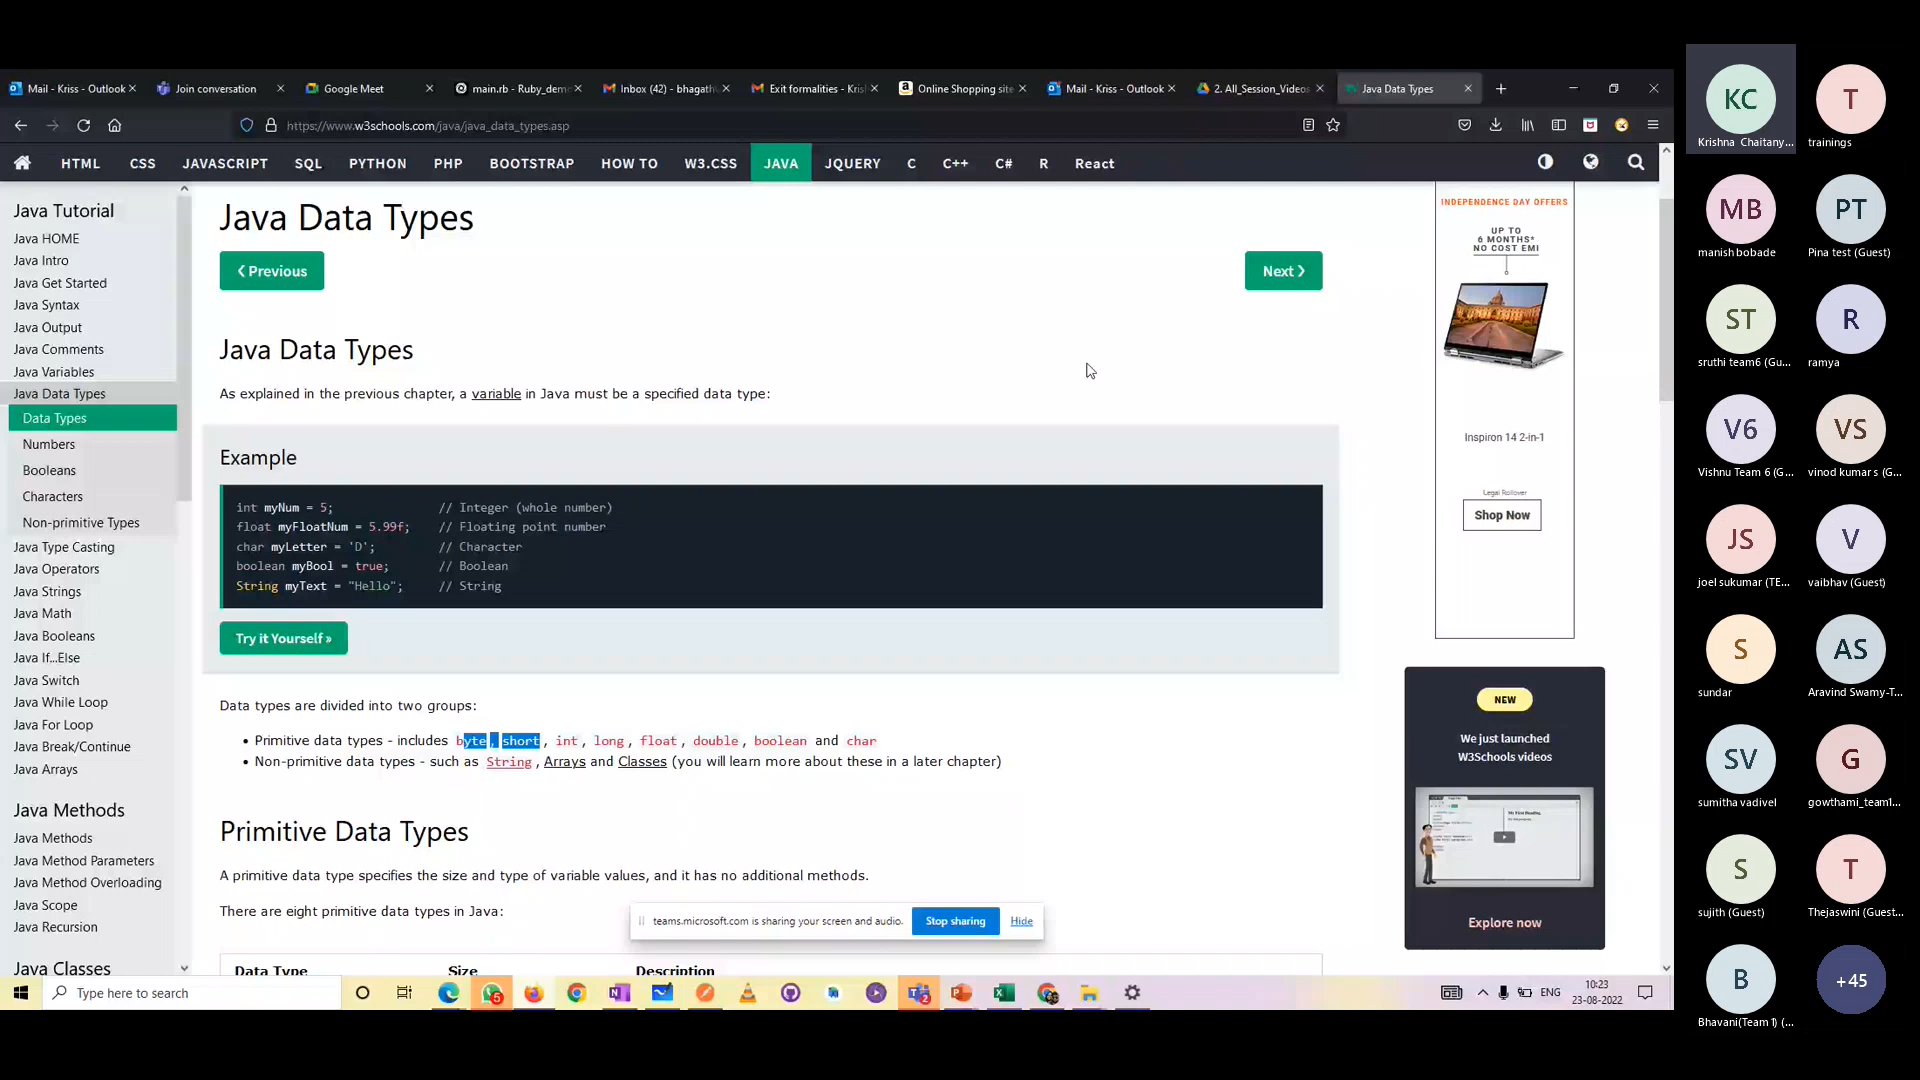 Mail - Kriss - Outlook
Join conversation
Google Meet
main.rb - Ruby_dem
Inbox (42) - bhagath
Exit formalities - Kris
Online Shopping site
Mail - Kriss - Outlook
2. All_Session_Videos
Java Data Types
https://www.w3schools.com/java/java_data_types.asp
HTML CSS JAVASCRIPT SQL PYTHON PHP BOOTSTRAP HOW TO W3.CSS JAVA JQUERY C C++ C# R React
Java Tutorial
Java HOME
Java Intro
Java Get Started
Java Syntax
Java Output
Java Comments
Java Variables
Java Data Types
Data Types
Numbers
Booleans
Characters
Non-primitive Types
Java Type Casting
Java Operators
Java Strings
Java Math
Java Booleans
Java If...Else
Java Switch
Java While Loop
Java For Loop
Java Break/Continue
Java Arrays
Java Methods
Java Methods
Java Method Parameters
Java Method Overloading
Java Scope
Java Recursion
Java Classes
Java Data Types
❮ Previous
Next ❯
Java Data Types
As explained in the previous chapter, a variable in Java must be a specified data type:
Example
int myNum = 5; // Integer (whole number)
float myFloatNum = 5.99f; // Floating point number
char myLetter = 'D'; // Character
boolean myBool = true; // Boolean
String myText = "Hello"; // String
Try it Yourself »
Data types are divided into two groups:
• Primitive data types - includes byte, short, int, long, float, double, boolean and char
• Non-primitive data types - such as String, Arrays and Classes (you will learn more about these in a later chapter)
Primitive Data Types
A primitive data type specifies the size and type of variable values, and it has no additional methods.
There are eight primitive data types in Java:
Data Type Size Description
teams.microsoft.com is sharing your screen and audio. Stop sharing Hide
INDEPENDENCE DAY OFFERS
UP TO
6 MONTHS*
NO COST EMI
Inspiron 14 2-in-1
Legal Rollover
Shop Now
NEW
We just launched
W3Schools videos
Explore now
Type here to search
5
2
ENG
10:23
23-08-2022
KC
Krishna Chaitany...
T
trainings
MB
manish bobade
PT
Pina test (Guest)
ST
sruthi team6 (Gu...
R
ramya
V6
Vishnu Team 6 (G...
VS
vinod kumar s (G...
JS
joel sukumar (TE...
V
vaibhav (Guest)
S
sundar
AS
Aravind Swamy-T...
SV
sumitha vadivel
G
gowthami_team1...
S
sujith (Guest)
T
Thejaswini (Guest...
B
Bhavani(Team 1) (...
+45